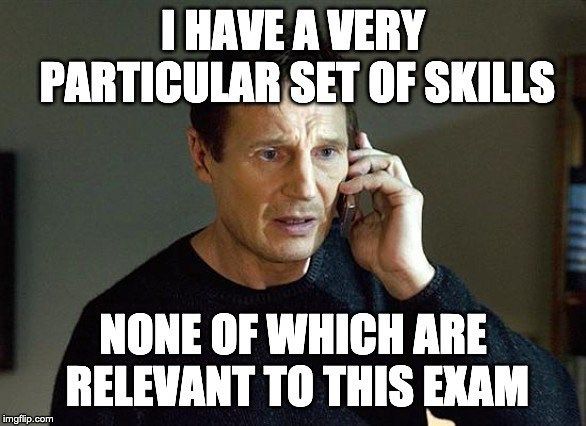 I HAVE A VERY
PARTICULAR SET OF SKILLS
NONE OF WHICH ARE
RELEVANT TO THIS EXAM
imgflip.com